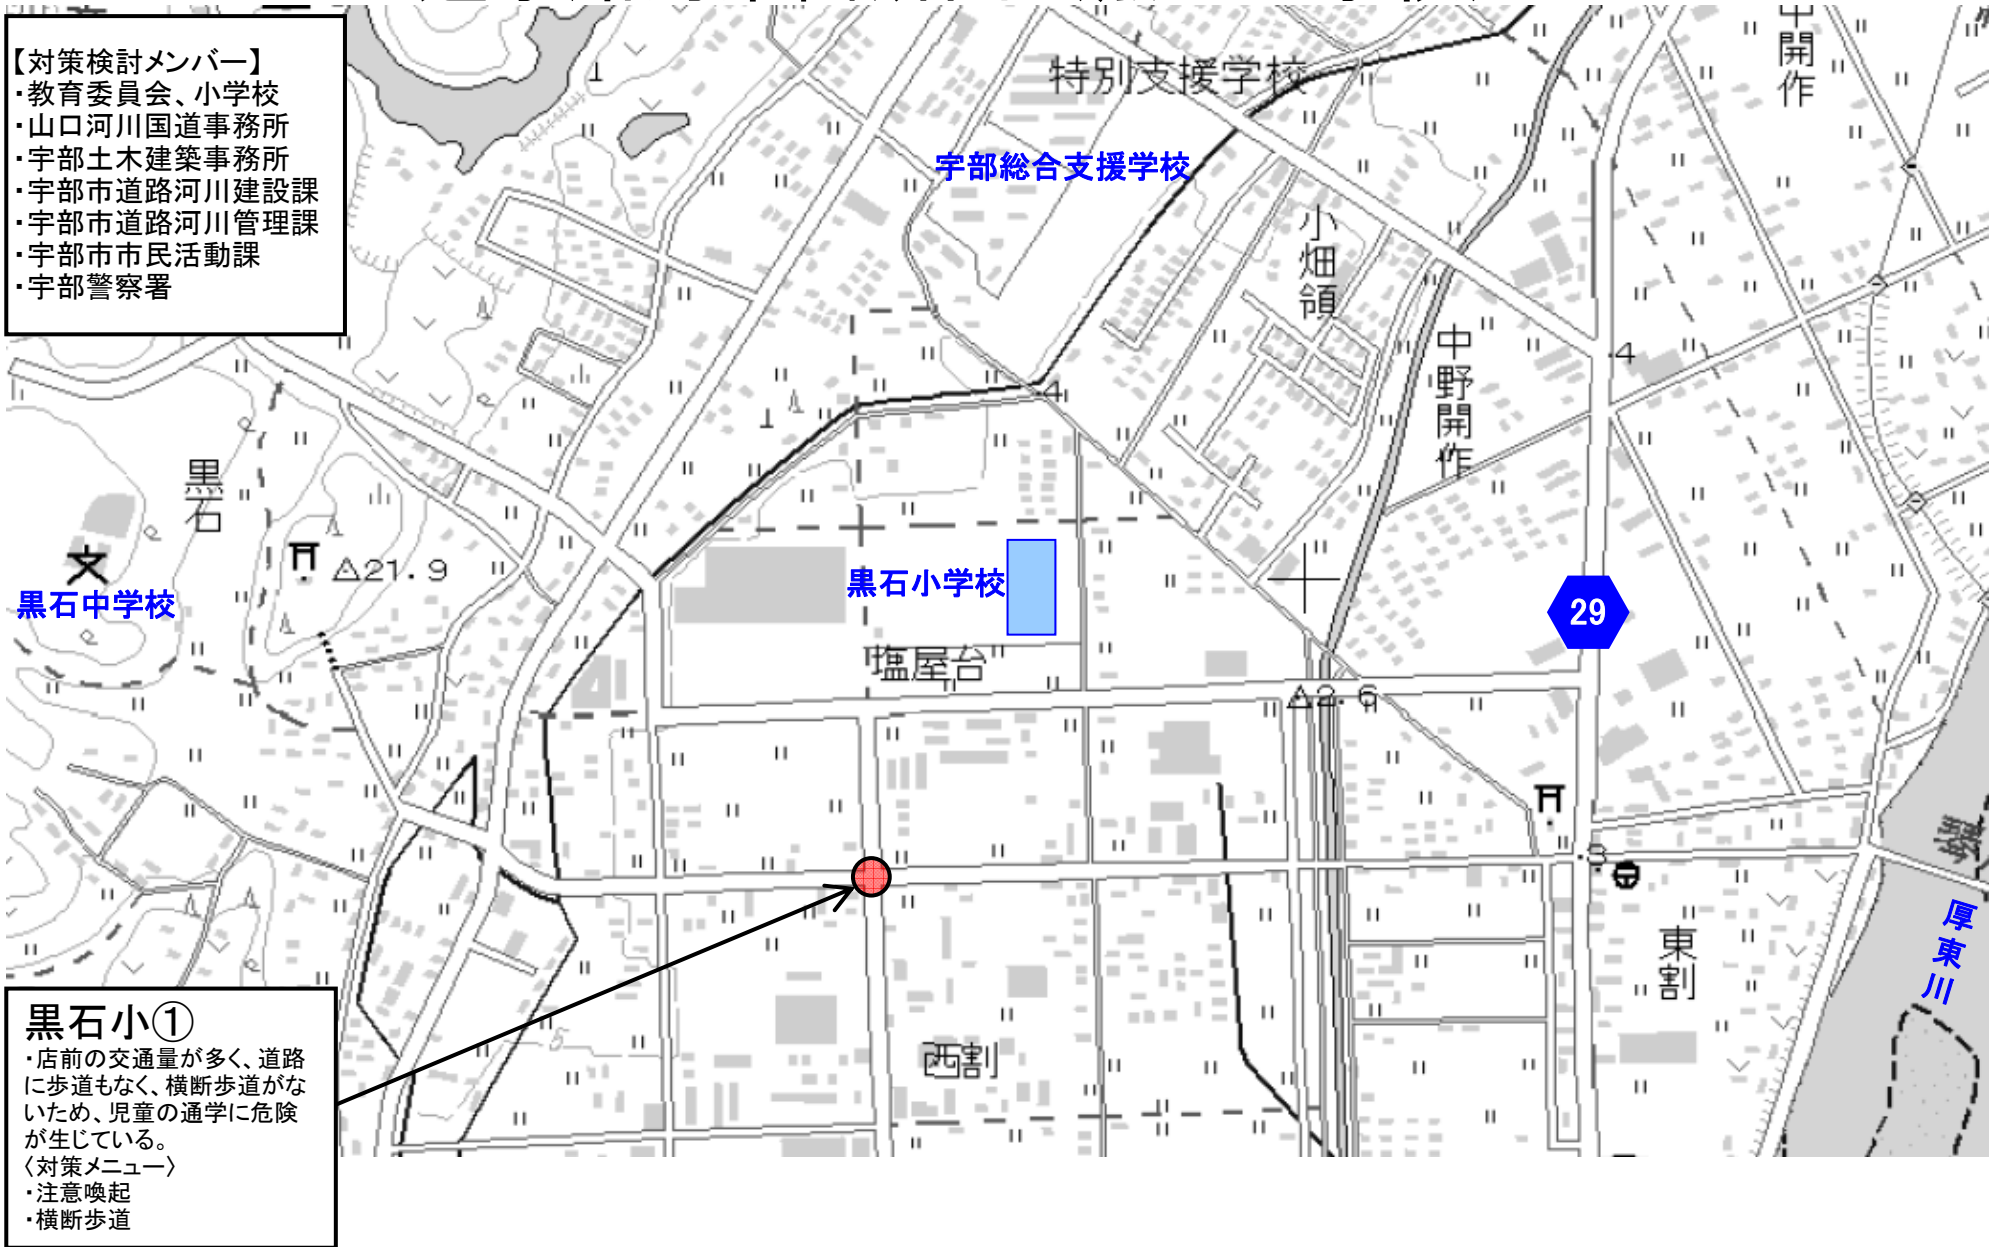 【対策検討メンバー】
・教育委員会、小学校
・山口河川国道事務所
・宇部土木建築事務所
・宇部市道路河川建設課
・宇部市道路河川管理課
・宇部市市民活動課
・宇部警察署
特別支援学校
宇部総合支援学校
中開作
小畑領
中野開作
4
4
黒石
21.9
黒石中学校
黒石小学校
29
塩屋台
2.6
3
厚東川
東割
西割
5
黒石小①
・店前の交通量が多く、道路
に歩道もなく、横断歩道がな
いため、児童の通学に危険
が生じている。
〈対策メニュー〉
・注意喚起
・横断歩道